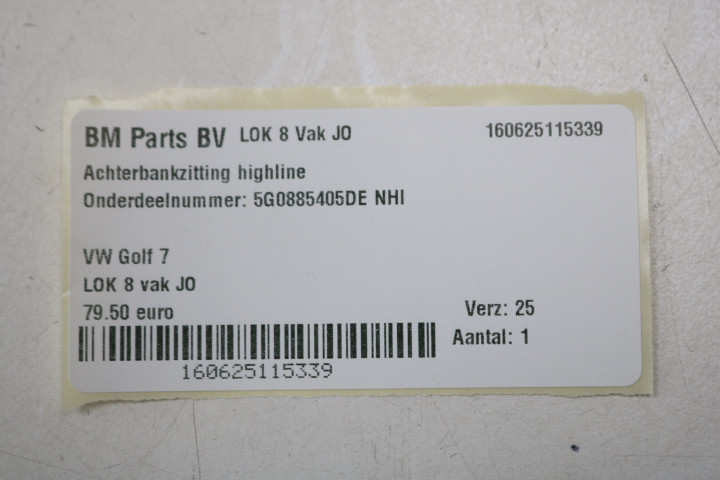 BM Parts BV LOK 8 Vak JO 160625115339
Achterbankzitting highline
Onderdeelnummer: 5G0885405DE NHI
VW Golf 7
LOK 8 vak JO
79.50 euro Verz: 25
Aantal: 1
160625115339